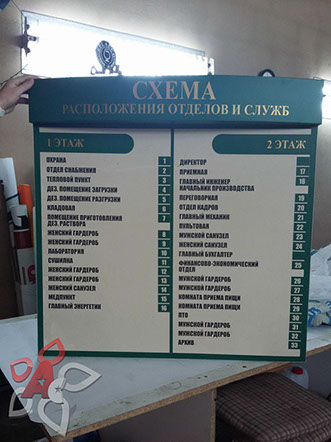 СХЕМА
РАСПОЛОЖЕНИЯ ОТДЕЛОВ И СЛУЖБ
1 ЭТАЖ
ОХРАНА 1
ОТДЕЛ СНАБЖЕНИЯ 2
ТЕПЛОВОЙ ПУНКТ 3
ДЕЗ. ПОМЕЩЕНИЕ ЗАГРУЗКИ 4
ДЕЗ. ПОМЕЩЕНИЕ РАЗГРУЗКИ 5
КЛАДОВАЯ 6
ПОМЕЩЕНИЕ ПРИГОТОВЛЕНИЯ 7
ДЕЗ. РАСТВОРА
ЖЕНСКИЙ ГАРДЕРОБ 8
ЖЕНСКИЙ ГАРДЕРОБ 9
ЛАБОРАТОРИЯ 10
СУШИЛКА 11
ЖЕНСКИЙ ГАРДЕРОБ 12
ЖЕНСКИЙ ГАРДЕРОБ 13
ЖЕНСКИЙ САНУЗЕЛ 14
МЕДПУНКТ 15
ГЛАВНЫЙ ЭНЕРГЕТИК 16
2 ЭТАЖ
ДИРЕКТОР
ПРИЕМНАЯ 17
ГЛАВНЫЙ ИНЖЕНЕР 18
НАЧАЛЬНИК ПРОИЗВОДСТВА
ПЕРЕГОВОРНАЯ 19
ОТДЕЛ КАДРОВ 20
ГЛАВНЫЙ МЕХАНИК 21
ПУЛЬТОВАЯ 22
МУЖСКОЙ САНУЗЕЛ 23
ЖЕНСКИЙ САНУЗЕЛ 24
ГЛАВНЫЙ БУХГАЛТЕР
ФИНАНСОВО-ЭКОНОМИЧЕСКИЙ 25
ОТДЕЛ
МУЖСКОЙ ГАРДЕРОБ 26
МУЖСКОЙ ГАРДЕРОБ 27
КОМНАТА ПРИЕМА ПИЩИ 28
КОМНАТА ПРИЕМА ПИЩИ 29
ПТО 30
МУЖСКОЙ ГАРДЕРОБ 31
МУЖСКОЙ ГАРДЕРОБ 32
АРХИВ 33